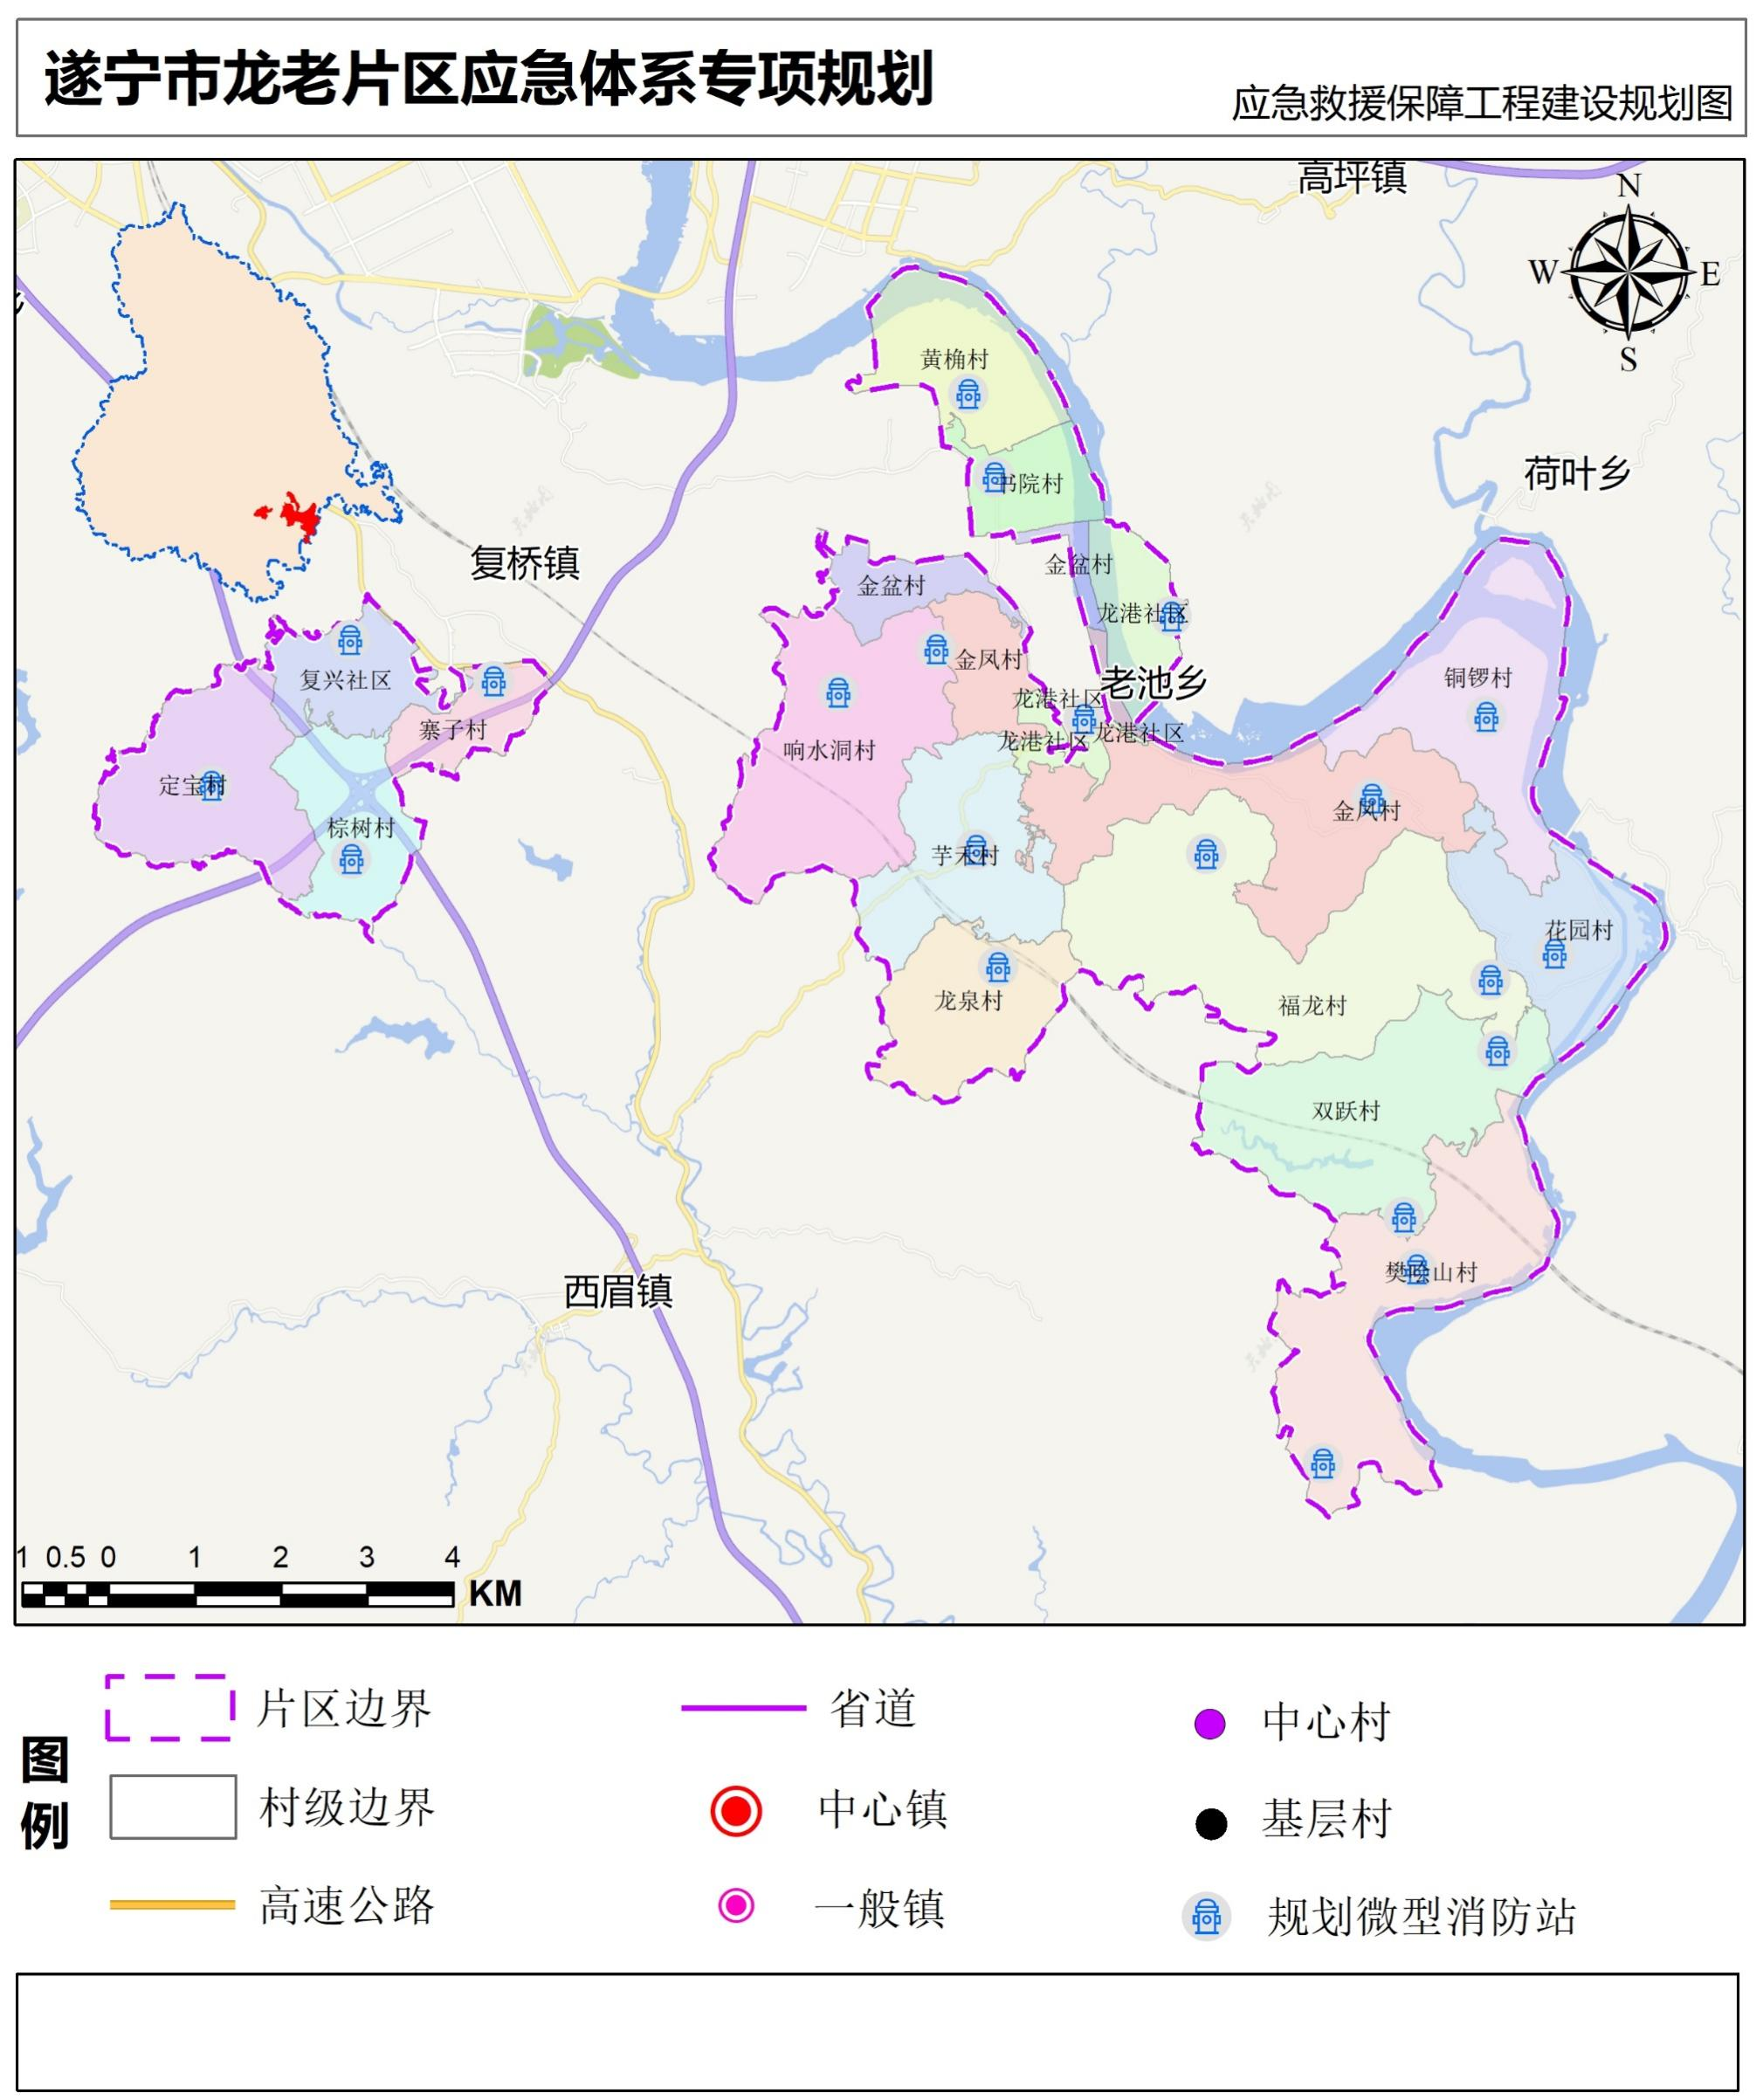 遂宁市龙老片区应急体系专项规划
应急救援保障工程建设规划图
高坪镇
N
W
E
S
黄桷村
荷叶乡
书院村
复桥镇
金盆村
金盆村
龙港社区
金凤村
复兴社区
老池乡
铜锣村
龙港社区
寨子村
龙港社区
龙港社区
响水洞村
定宝村
金凤村
棕树村
芋禾村
花园村
龙泉村
福龙村
双跃村
樊哙山村
西眉镇
1 0.5 0 1 2 3 4
KM
图例
片区边界
省道
中心村
村级边界
中心镇
基层村
高速公路
一般镇
规划微型消防站